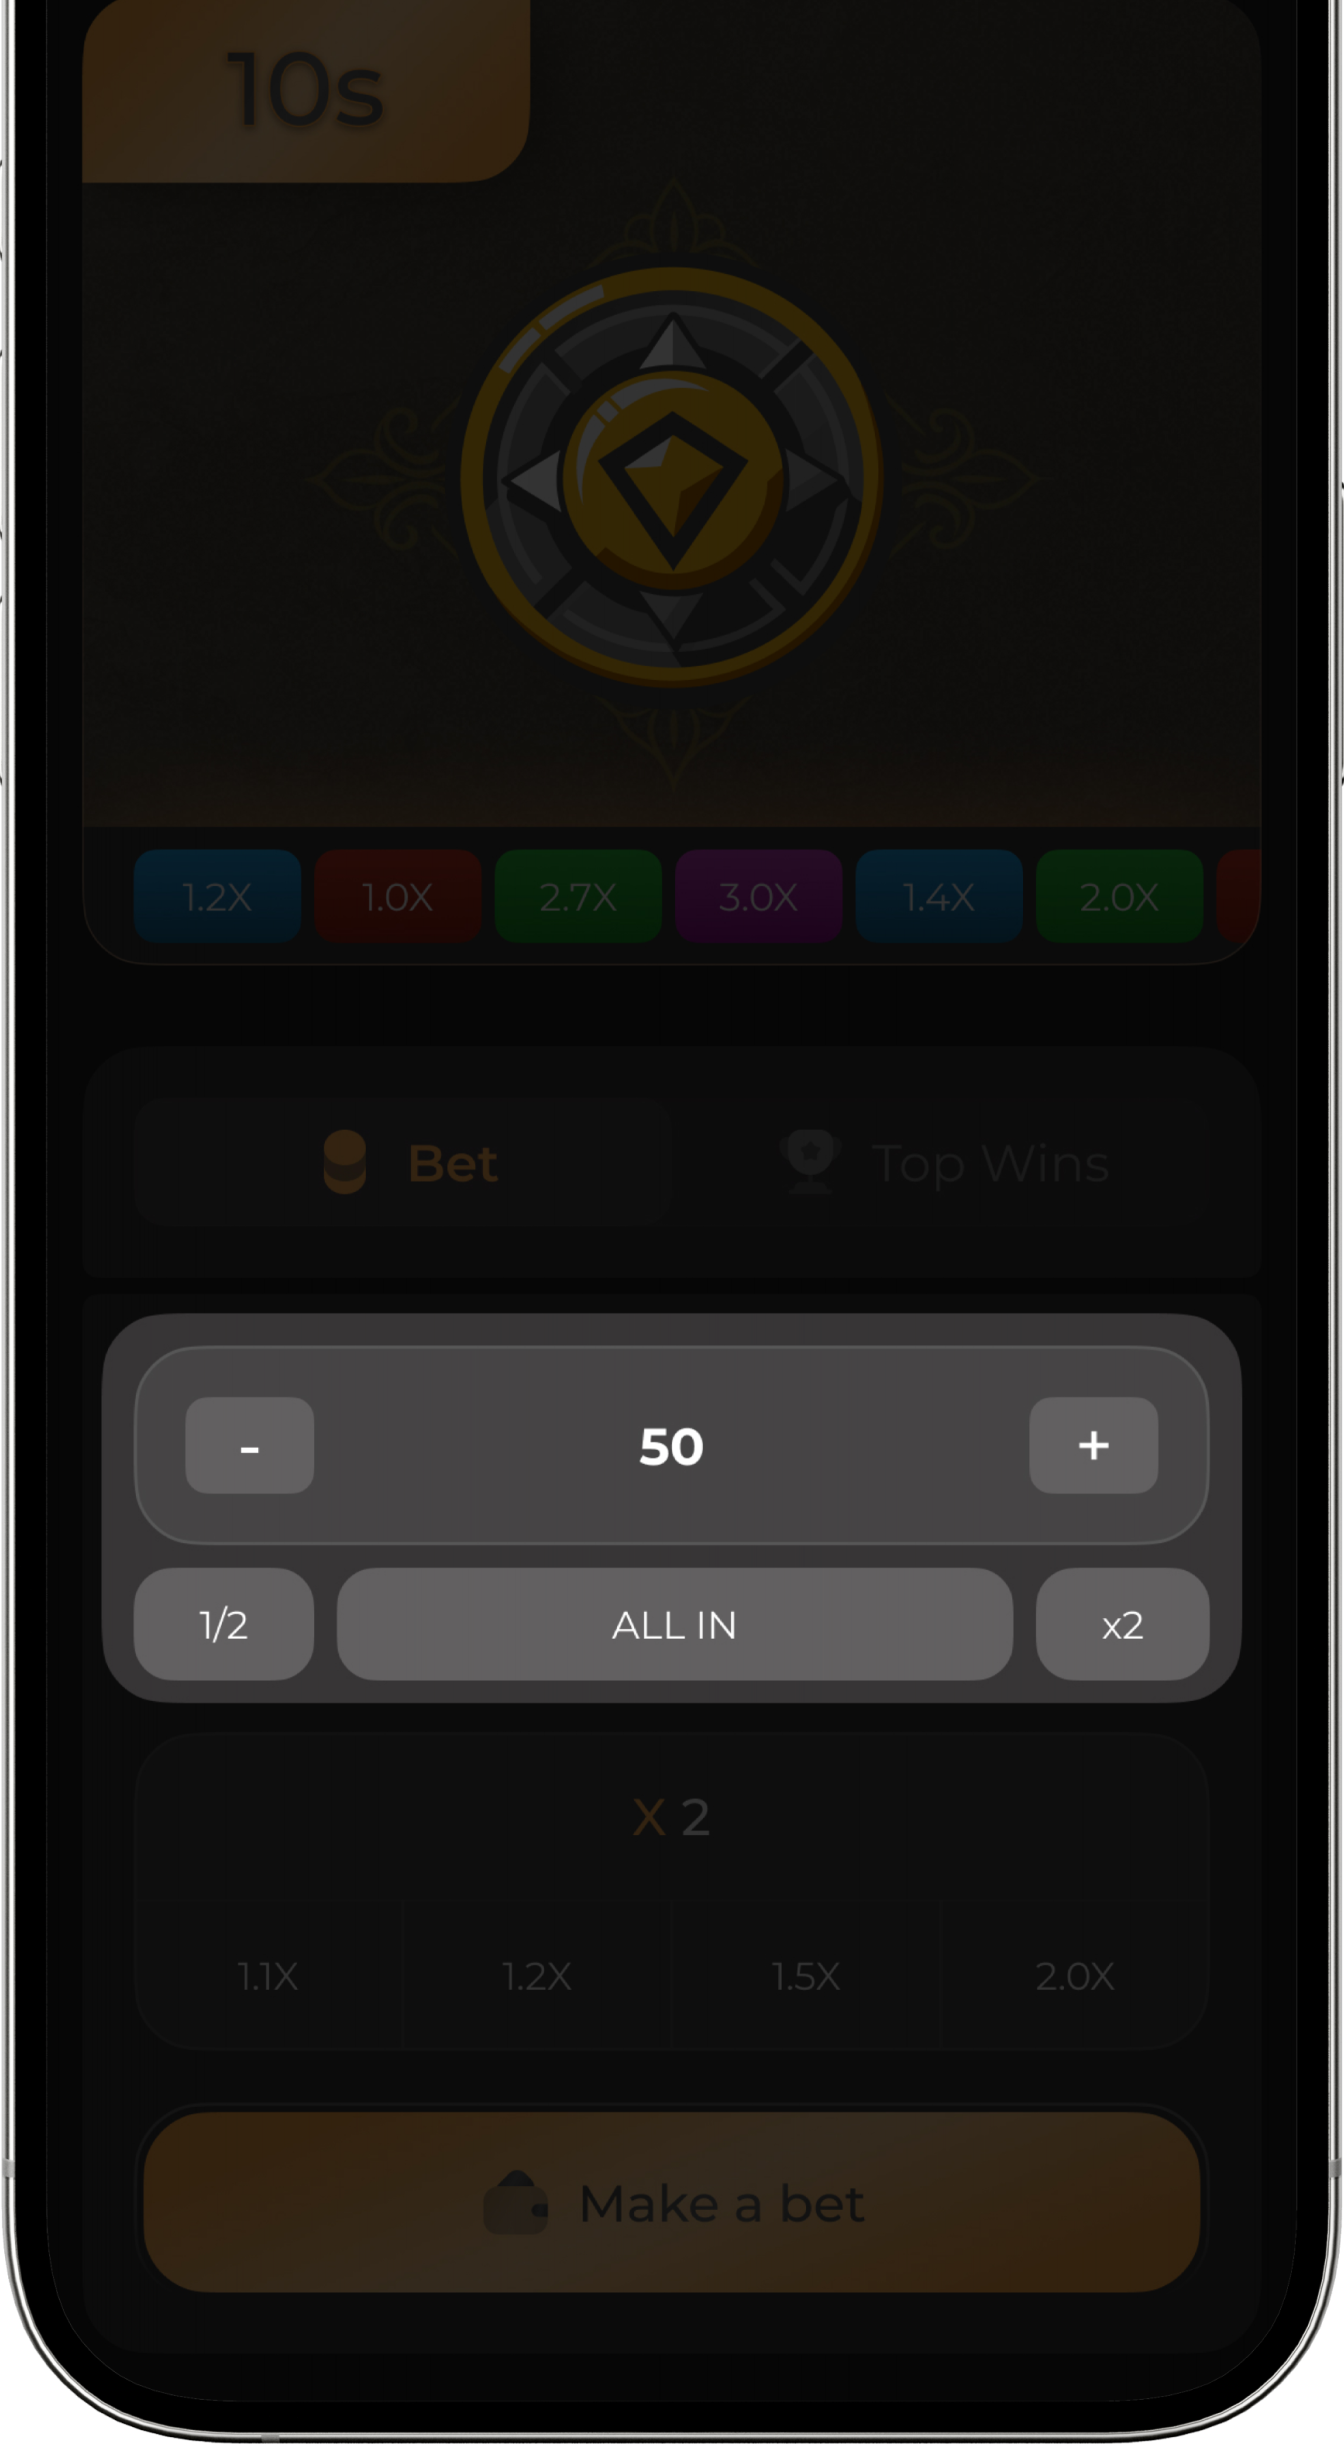 10s
1.2X 1.0X 2.7X 3.0X 1.4X 2.0X
Bet Top Wins
- 50 +
1/2 ALL IN x2
X 2
1.1X 1.2X 1.5X 2.0X
Make a bet